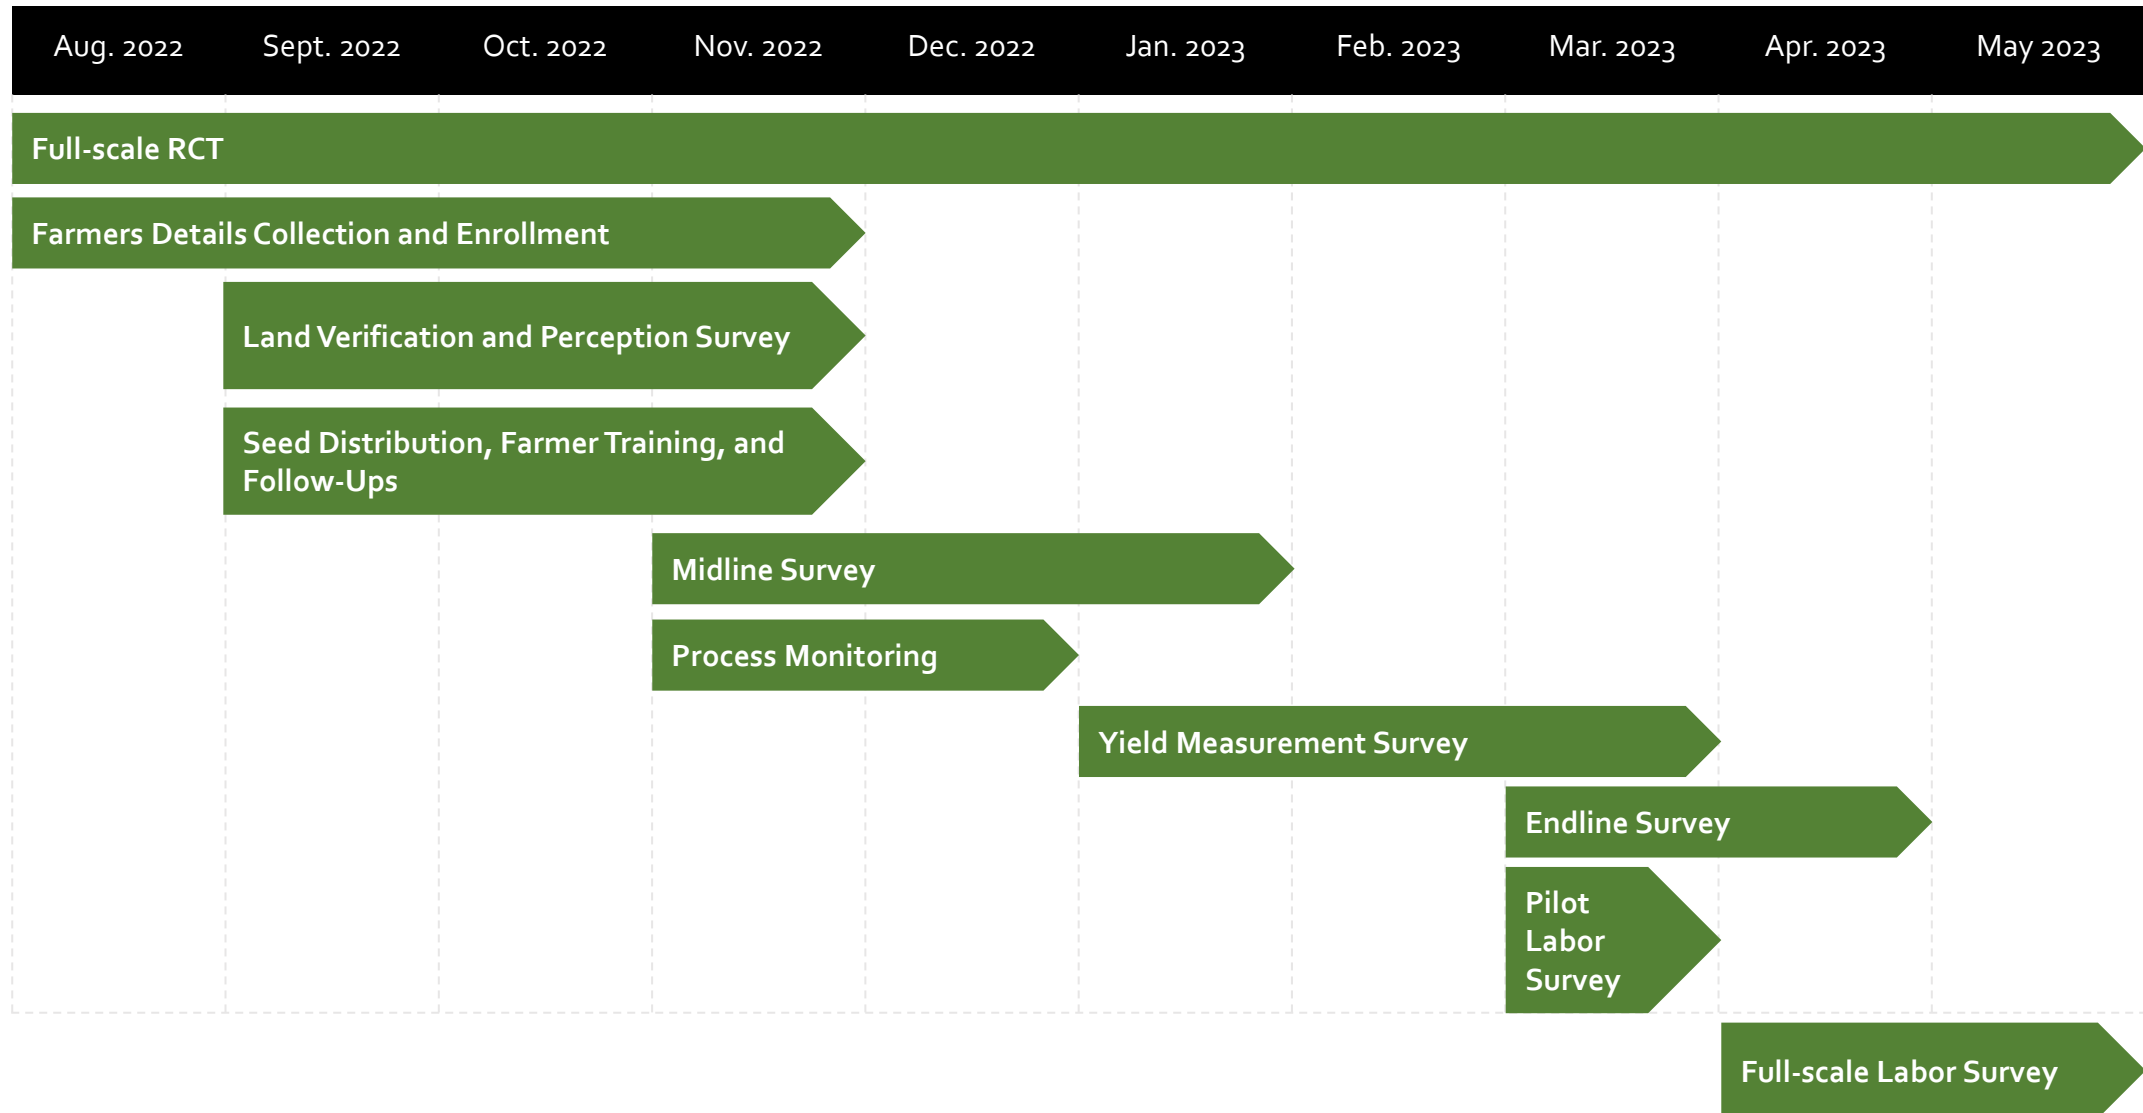 Aug. 2022 Sept. 2022 Oct. 2022 Nov. 2022 Dec. 2022 Jan. 2023 Feb. 2023 Mar. 2023 Apr. 2023 May 2023
Full-scale RCT
Farmers Details Collection and Enrollment
Land Verification and Perception Survey
Seed Distribution, Farmer Training, and
Follow-Ups
Midline Survey
Process Monitoring
Yield Measurement Survey
Endline Survey
Pilot
Labor
Survey
Full-scale Labor Survey